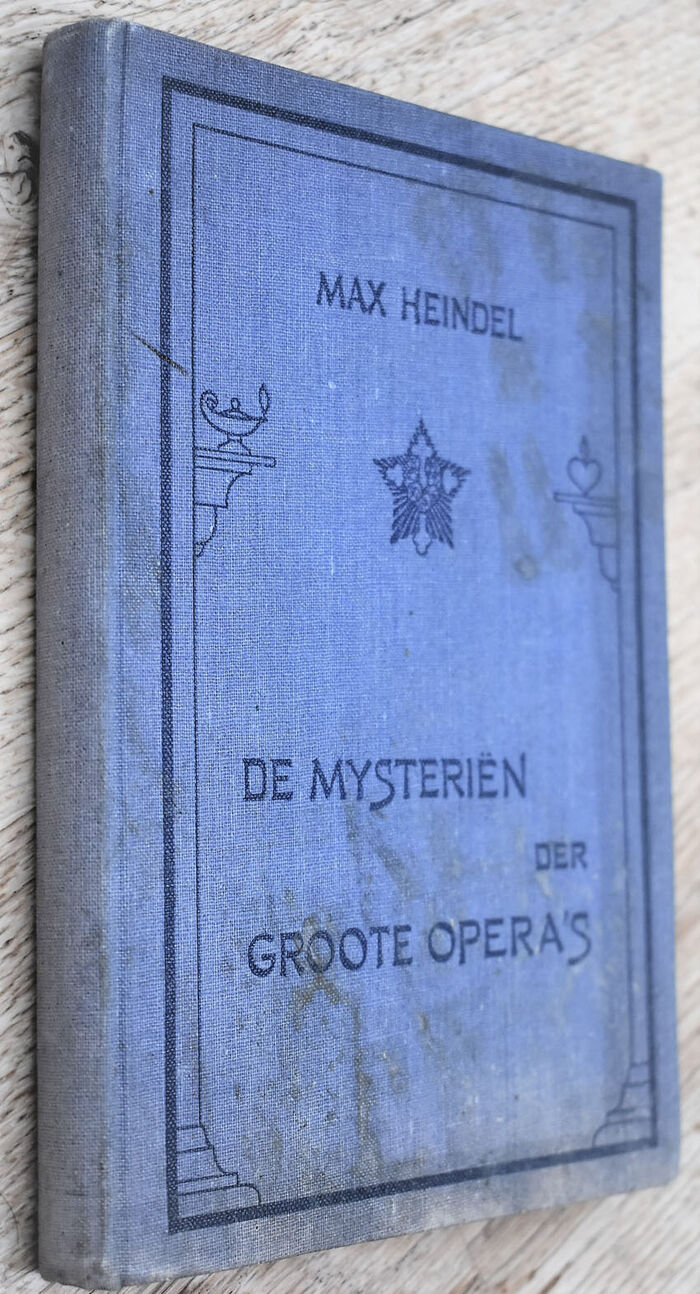 MAX HEINDEL
DE MYSTERIËN
DER
GROOTE OPERA'S